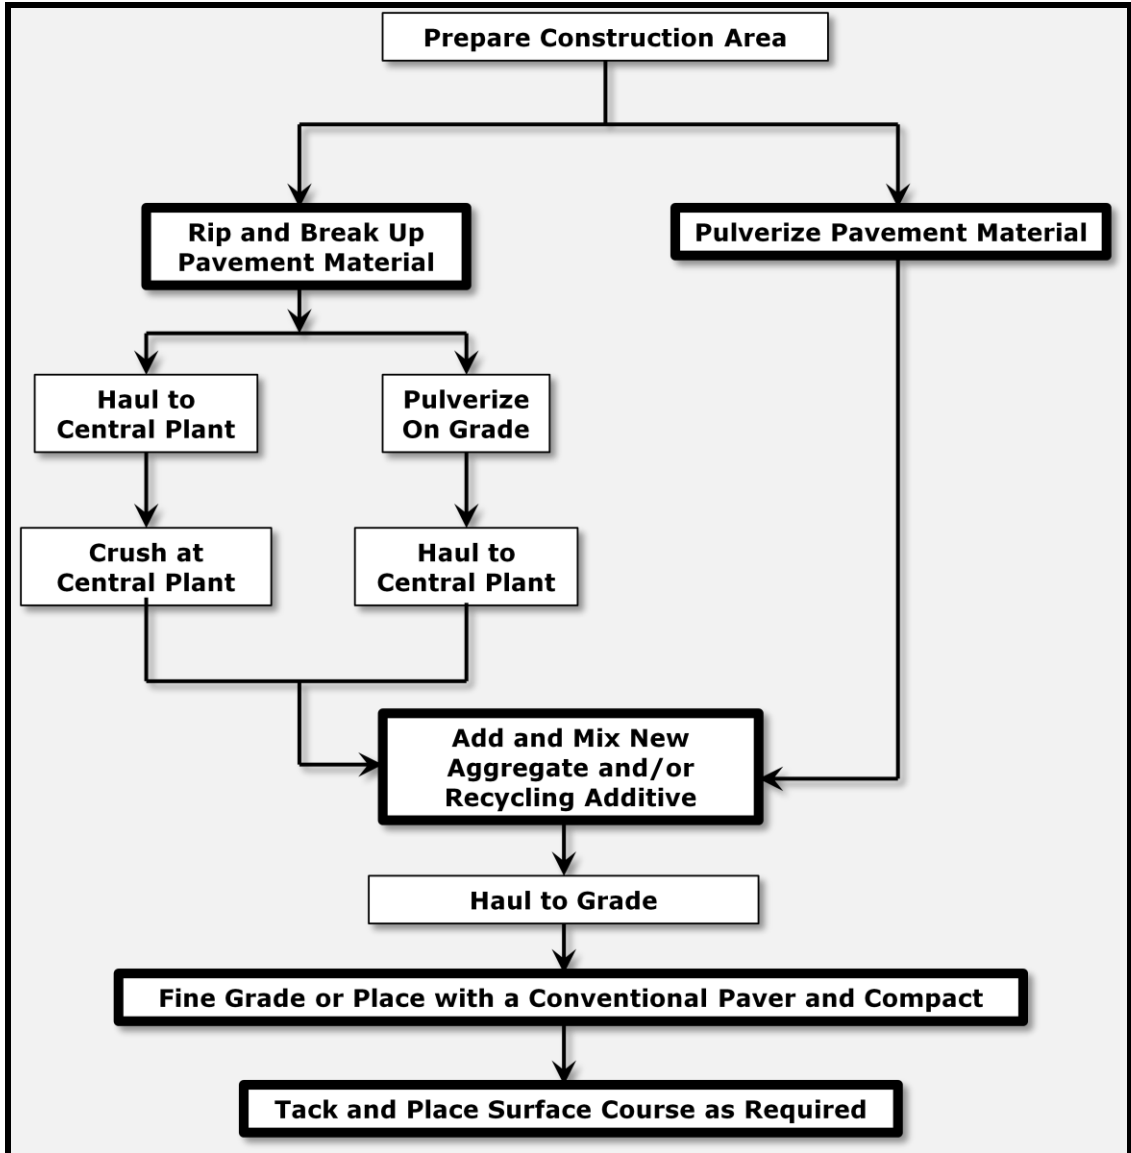 Prepare Construction Area
Rip and Break Up
Pavement Material
Pulverize Pavement Material
Haul to
Central Plant
Pulverize
On Grade
Crush at
Central Plant
Haul to
Central Plant
Add and Mix New
Aggregate and/or
Recycling Additive
Haul to Grade
Fine Grade or Place with a Conventional Paver and Compact
Tack and Place Surface Course as Required